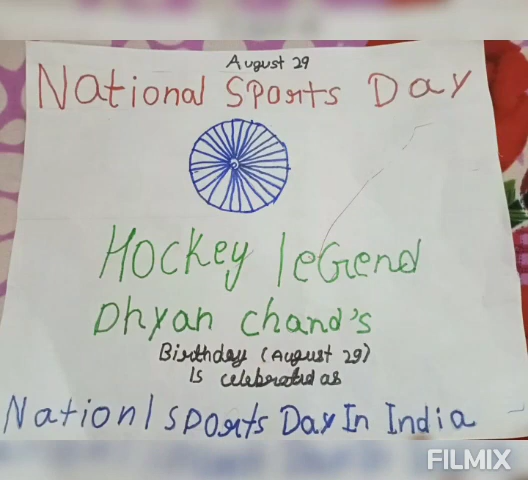 August 29
National Sports Day
Hockey legend
Dhyan Chand's
Birthday (August 29)
Is celebrated as
Nationl sports Day In India
FILMIX